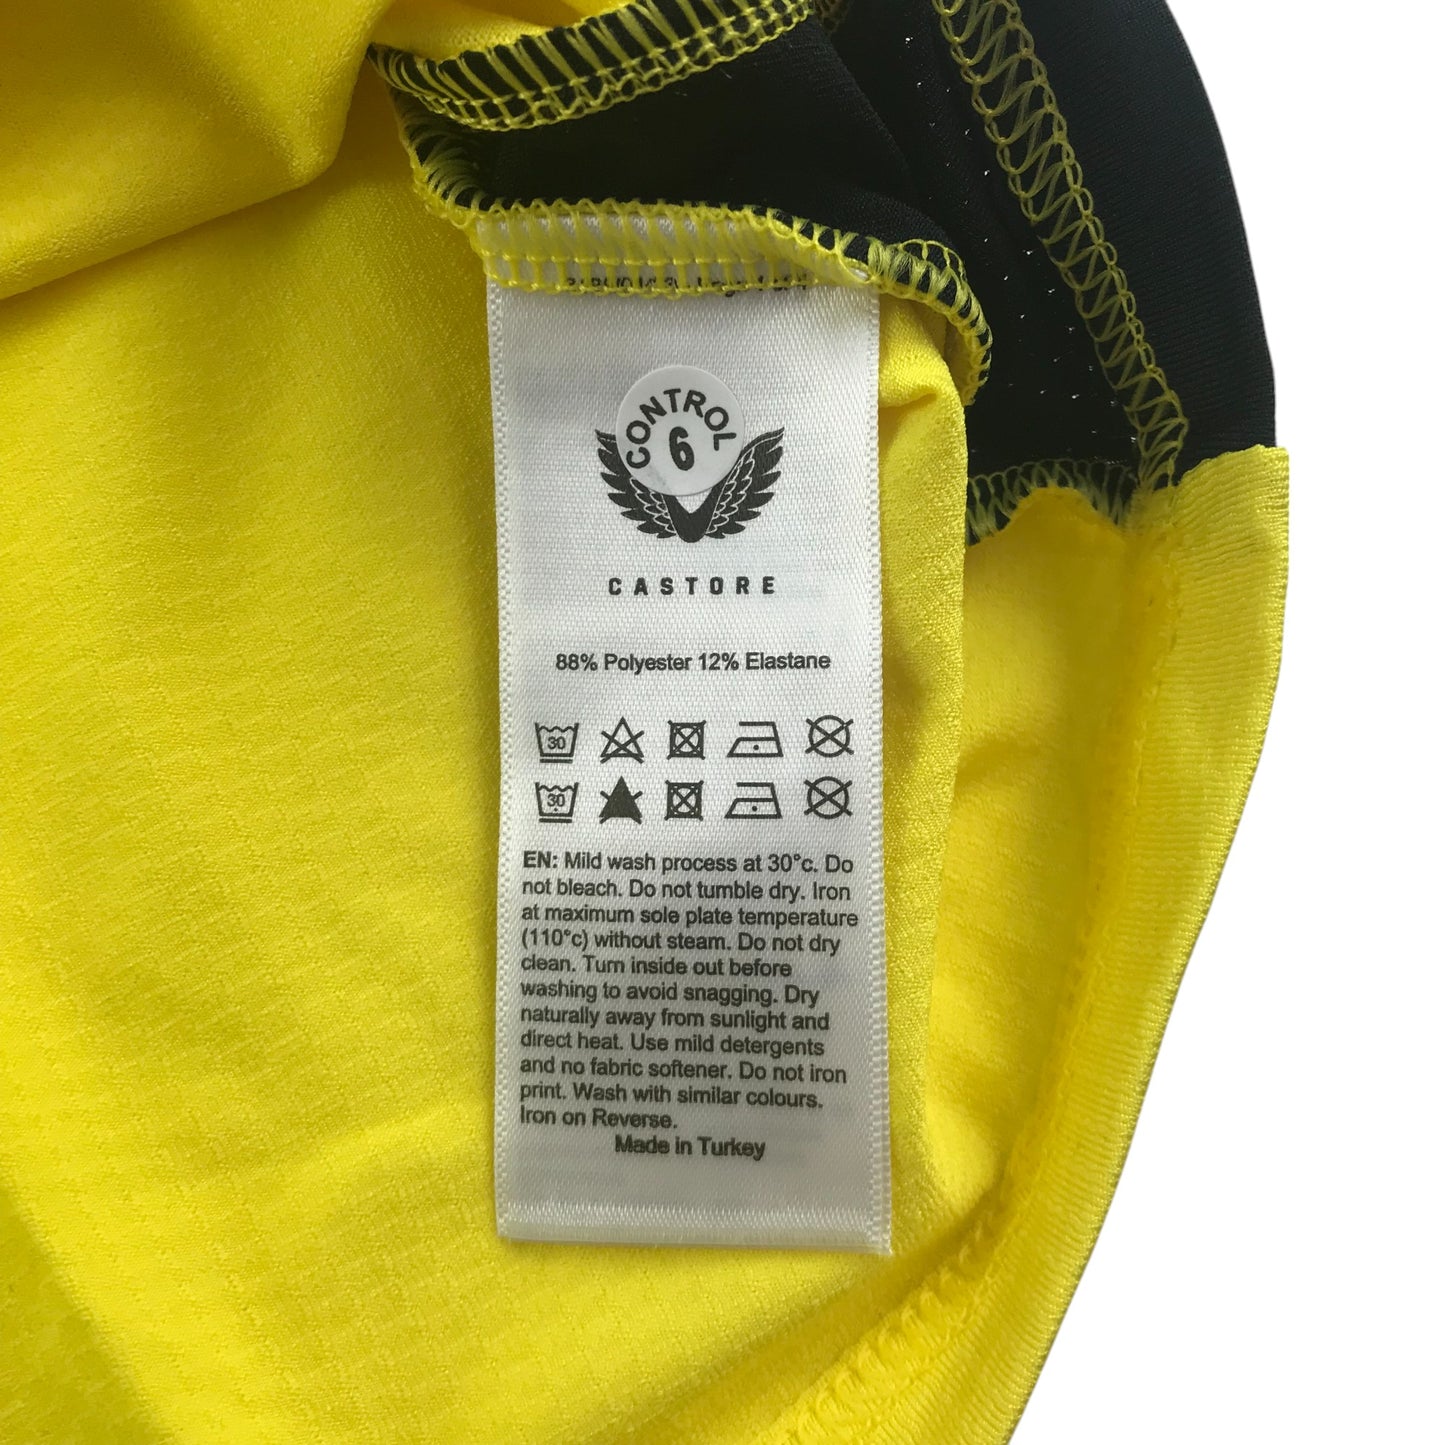 CONTROL
6
CASTORE
88% Polyester 12% Elastane
30
30
EN: Mild wash process at 30°c. Do
not bleach. Do not tumble dry. Iron
at maximum sole plate temperature
(110°c) without steam. Do not dry
clean. Turn inside out before
washing to avoid snagging. Dry
naturally away from sunlight and
direct heat. Use mild detergents
and no fabric softener. Do not iron
print. Wash with similar colours.
Iron on Reverse.
Made in Turkey